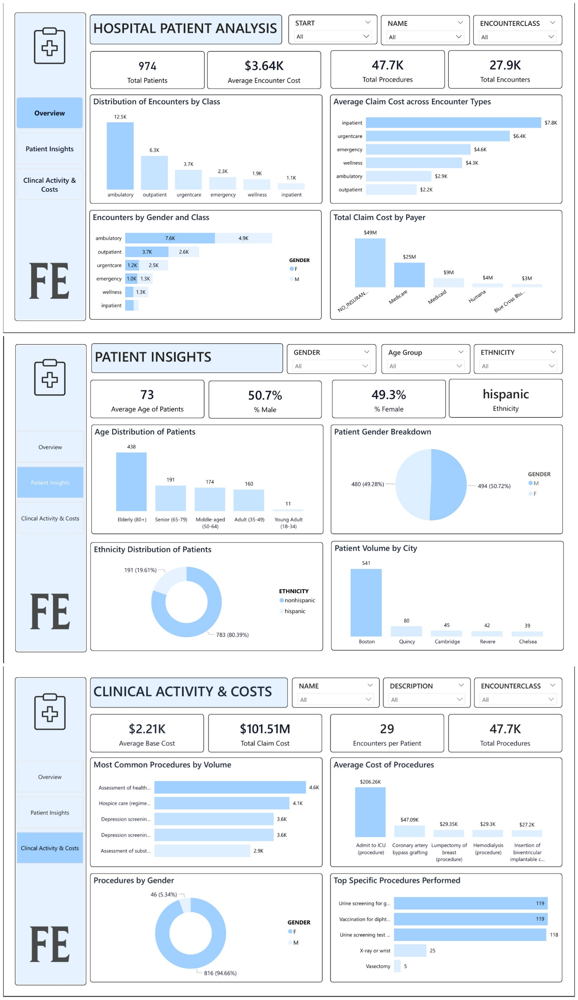 HOSPITAL PATIENT ANALYSIS
START
All
NAME
All
ENCOUNTERCLASS
All
974
Total Patients
$3.64K
Average Encounter Cost
47.7K
Total Procedures
27.9K
Total Encounters
Overview
Patient Insights
Clincal Activity &
Costs
FE
Distribution of Encounters by Class
12.5K
6.3K
3.7K
2.3K
1.9K
1.1K
ambulatory
outpatient
urgentcare
emergency
wellness
inpatient
Average Claim Cost across Encounter Types
inpatient $7.8K
urgentcare $6.4K
emergency $4.6K
wellness $4.3K
ambulatory $2.9K
outpatient $2.2K
Encounters by Gender and Class
ambulatory 7.6K 4.9K
outpatient 3.7K 2.6K
urgentcare 1.2K 2.5K
emergency 1.0K 1.3K
wellness 1.3K
inpatient
GENDER
F
M
Total Claim Cost by Payer
$49M
$25M
$9M
$4M
$3M
NO_INSURAN...
Medicare
Medicaid
Humana
Blue Cross Blu...
PATIENT INSIGHTS
GENDER
All
Age Group
All
ETHNICITY
All
73
Average Age of Patients
50.7%
% Male
49.3%
% Female
hispanic
Ethnicity
Overview
Patient Insights
Clincal Activity & Costs
FE
Age Distribution of Patients
438
191
174
160
11
Elderly (80+)
Senior (65-79)
Middle-aged
(50-64)
Adult (35-49)
Young Adult
(18-34)
Patient Gender Breakdown
480 (49.28%)
494 (50.72%)
GENDER
M
F
Ethnicity Distribution of Patients
191 (19.61%)
783 (80.39%)
ETHNICITY
nonhispanic
hispanic
Patient Volume by City
541
80
45
42
39
Boston
Quincy
Cambridge
Revere
Chelsea
CLINICAL ACTIVITY & COSTS
NAME
All
DESCRIPTION
All
ENCOUNTERCLASS
All
$2.21K
Average Base Cost
$101.51M
Total Claim Cost
29
Encounters per Patient
47.7K
Total Procedures
Overview
Patient Insights
Clincal Activity & Costs
FE
Most Common Procedures by Volume
Assessment of health... 4.6K
Hospice care (regime... 4.1K
Depression screenin... 3.6K
Depression screenin... 3.6K
Assessment of subst... 2.9K
Average Cost of Procedures
$206.26K
$47.09K
$29.35K
$29.3K
$27.2K
Admit to ICU
(procedure)
Coronary artery
bypass grafting
Lumpectomy of
breast
(procedure)
Hemodialysis
(procedure)
Insertion of
biventricular
implantable c...
Procedures by Gender
46 (5.34%)
816 (94.66%)
GENDER
F
M
Top Specific Procedures Performed
Urine screening for g... 119
Vaccination for dipht... 119
Urine screening test ... 118
X-ray or wrist 25
Vasectomy 5